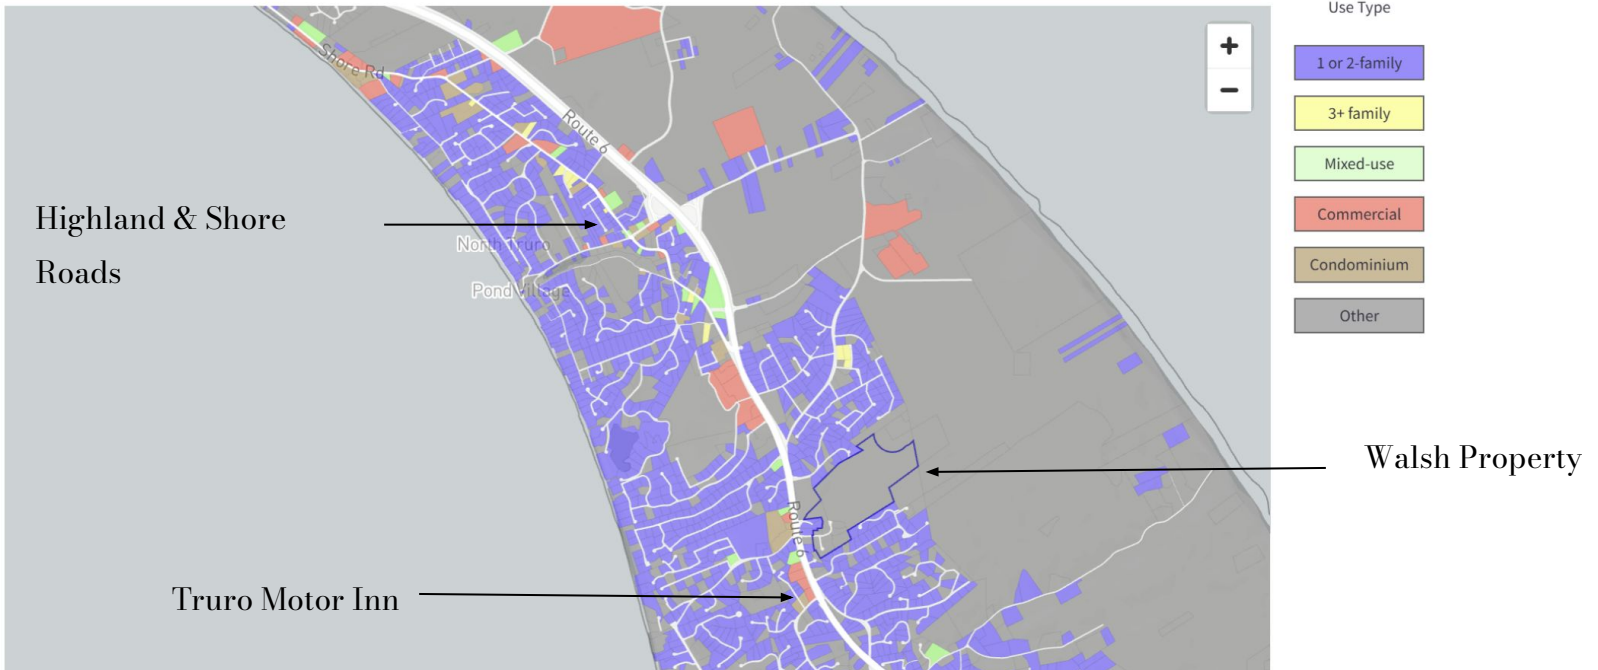 Use Type
+
−
1 or 2-family
3+ family
Mixed-use
Commercial
Condominium
Other
Shore Rd
Route 6
Highland & Shore
Roads
North Truro
Pond Village
Walsh Property
Route 6
Truro Motor Inn